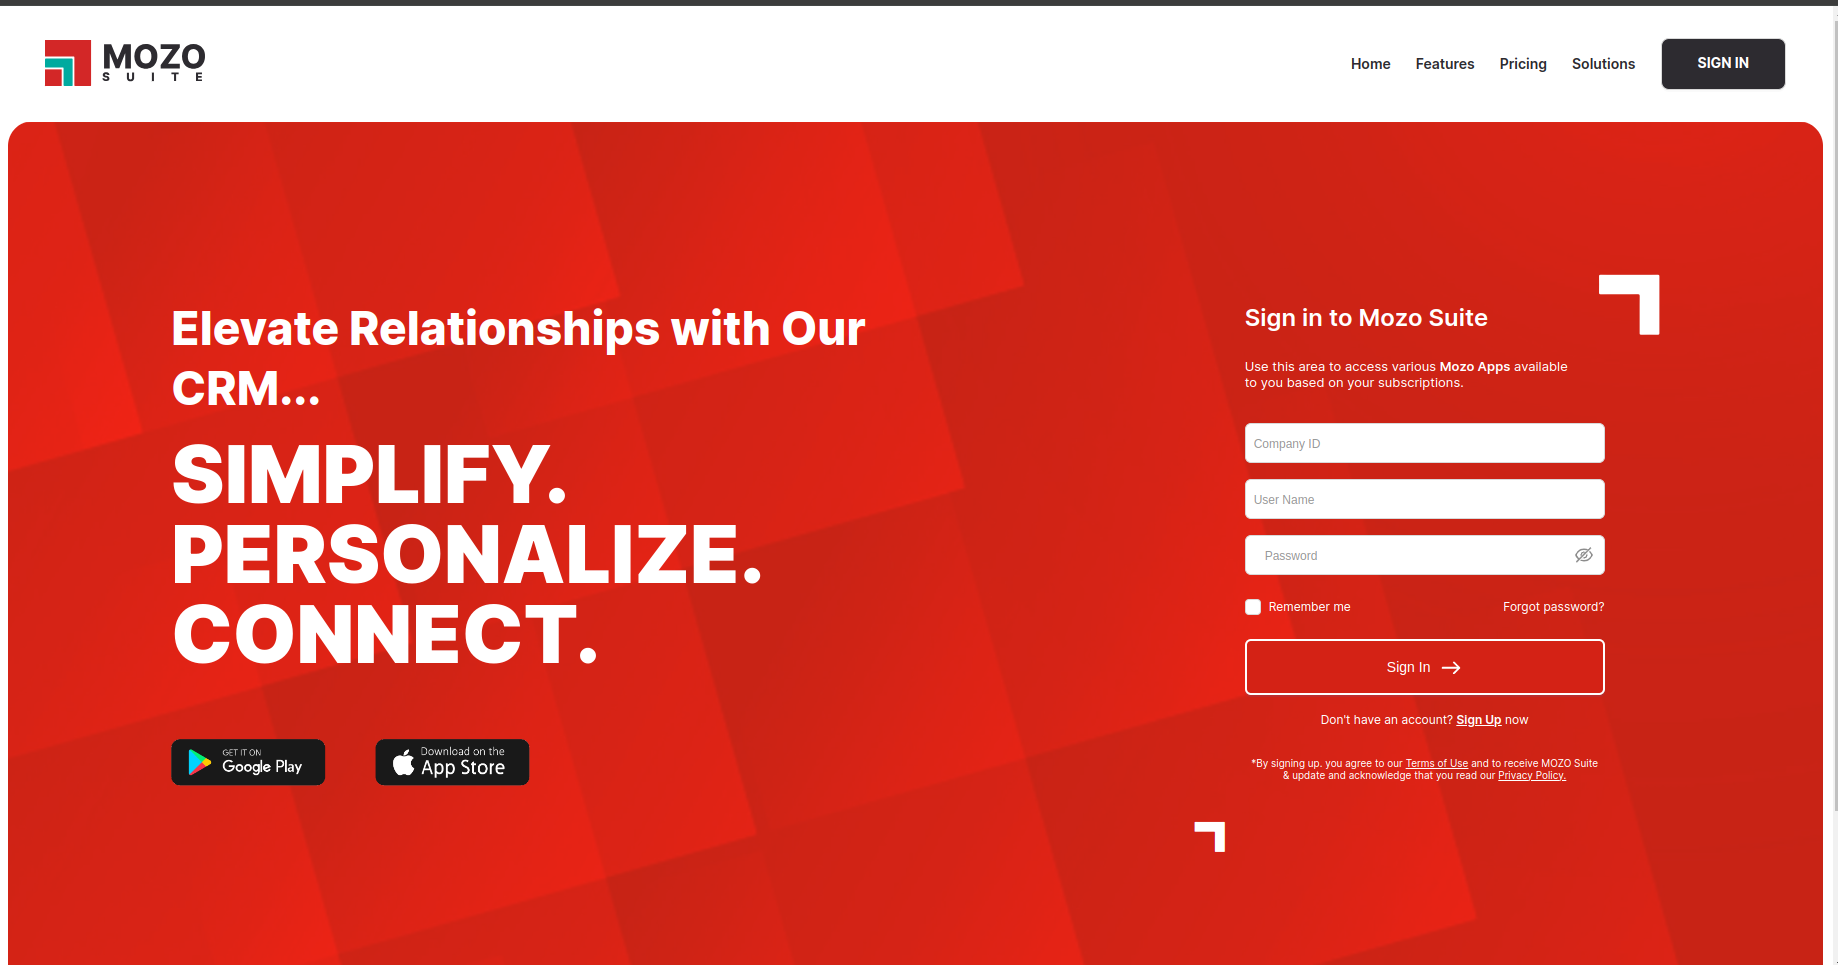 MOZO
SUITE
Home Features Pricing Solutions SIGN IN
Elevate Relationships with Our
CRM...
SIMPLIFY.
PERSONALIZE.
CONNECT.
GET IT ON
Google Play
Download on the
App Store
Sign in to Mozo Suite
Use this area to access various Mozo Apps available
to you based on your subscriptions.
Company ID
User Name
Password
Remember me Forgot password?
Sign In
Don't have an account? Sign Up now
*By signing up. you agree to our Terms of Use and to receive MOZO Suite
& update and acknowledge that you read our Privacy Policy.